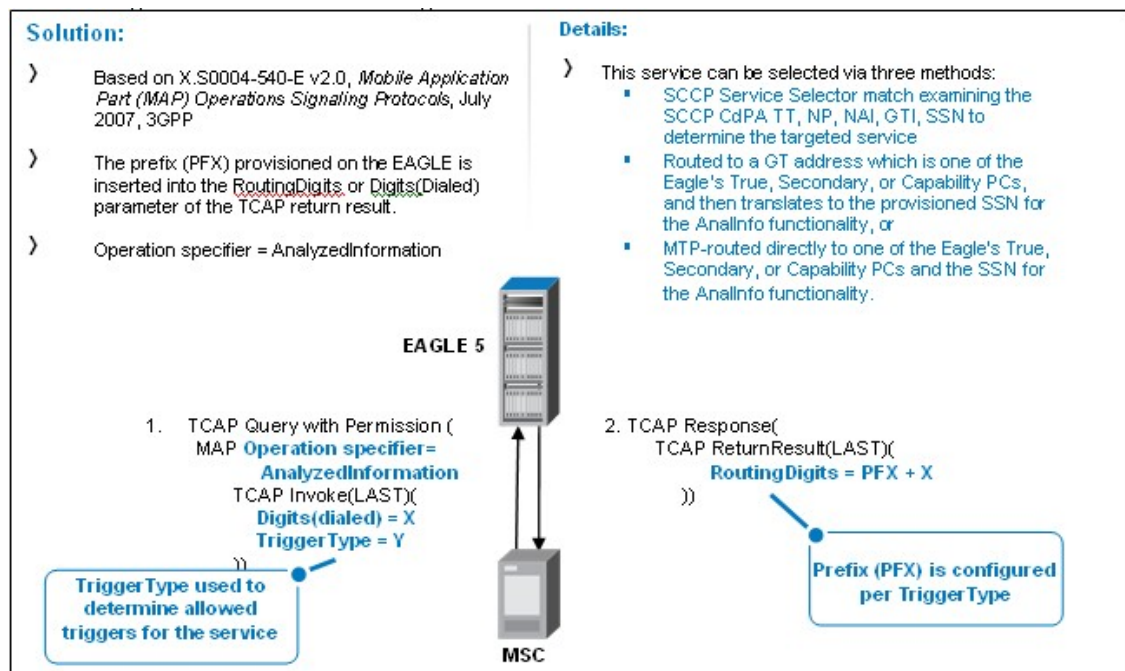 Solution:
》 Based on X.S0004-540-E v2.0, Mobile Application
Part (MAP) Operations Signaling Protocols, July
2007, 3GPP
》 The prefix (PFX) provisioned on the EAGLE is
inserted into the RoutingDigits or Digits(Dialed)
parameter of the TCAP return result.
》 Operation specifier = AnalyzedInformation
Details:
》 This service can be selected via three methods:
▪ SCCP Service Selector match examining the
SCCP CdPA TT, NP, NAI, GTI, SSN to
determine the targeted service
▪ Routed to a GT address which is one of the
Eagle's True, Secondary, or Capability PCs,
and then translates to the provisioned SSN for
the AnalInfo functionality, or
▪ MTP-routed directly to one of the Eagle's True,
Secondary, or Capability PCs and the SSN for
the AnalInfo functionality.
EAGLE 5
1. TCAP Query with Permission (
MAP Operation specifier=
AnalyzedInformation
TCAP Invoke(LAST)(
Digits(dialed) = X
TriggerType = Y
))
TriggerType used to
determine allowed
triggers for the service
MSC
2. TCAP Response(
TCAP ReturnResult(LAST)(
RoutingDigits = PFX + X
))
Prefix (PFX) is configured
per TriggerType